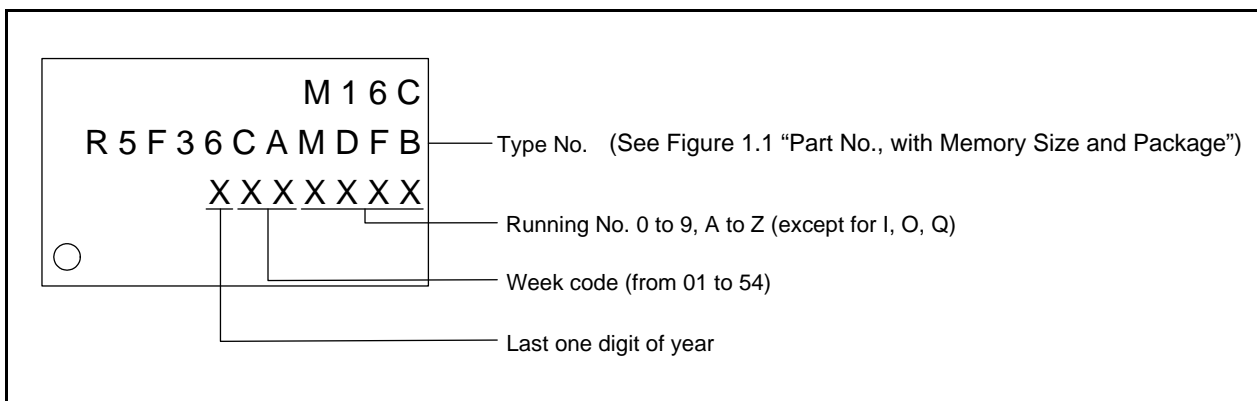 M16C
R5F36CAMDFB
Type No. (See Figure 1.1 “Part No., with Memory Size and Package”)
XXXXXXX
Running No. 0 to 9, A to Z (except for I, O, Q)
Week code (from 01 to 54)
Last one digit of year